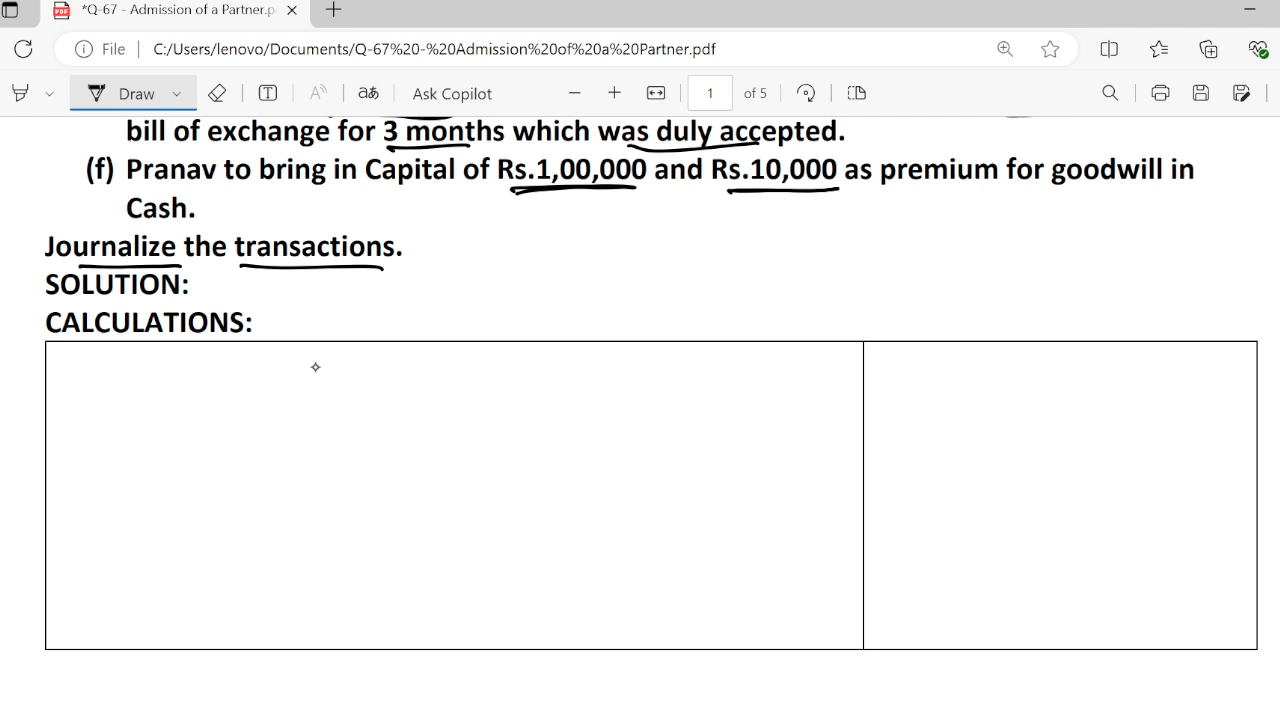 *Q-67 - Admission of a Partner.p
File
C:/Users/lenovo/Documents/Q-67%20-%20Admission%20of%20a%20Partner.pdf
Draw
T
A
aあ
Ask Copilot
1
of 5
bill of exchange for 3 months which was duly accepted.
(f) Pranav to bring in Capital of Rs.1,00,000 and Rs.10,000 as premium for goodwill in
Cash.
Journalize the transactions.
SOLUTION:
CALCULATIONS: